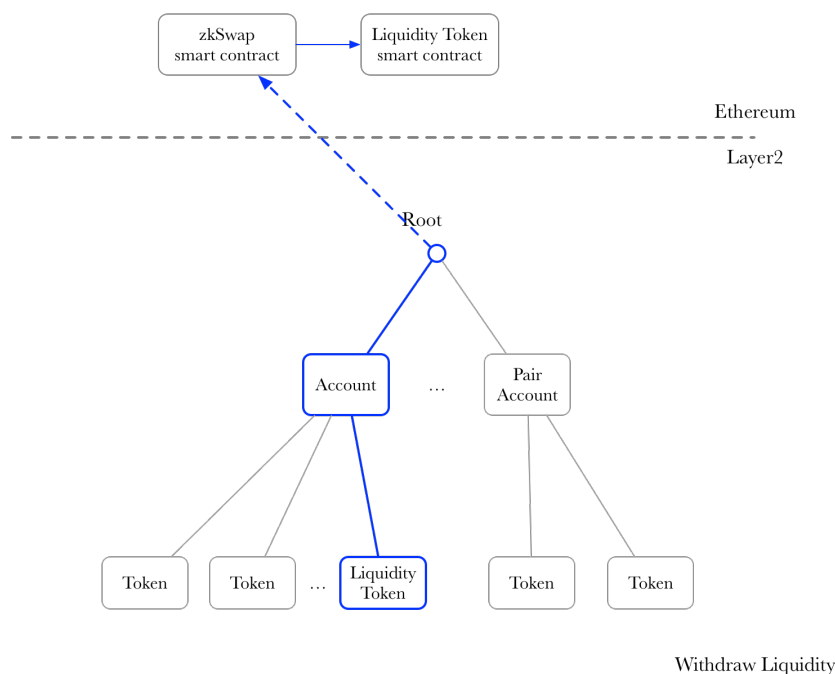 zkSwap
smart contract
Liquidity Token
smart contract
Ethereum
Layer2
Root
Account
...
Pair
Account
Token
Token
...
Liquidity
Token
Token
Token
Withdraw Liquidity